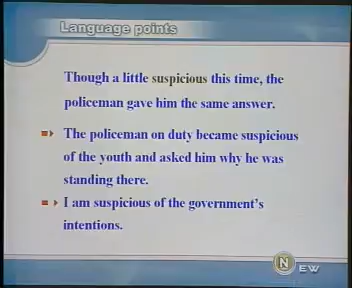 Language points
Though a little suspicious this time, the
policeman gave him the same answer.
The policeman on duty became suspicious
of the youth and asked him why he was
standing there.
I am suspicious of the government's
intentions.
N EW